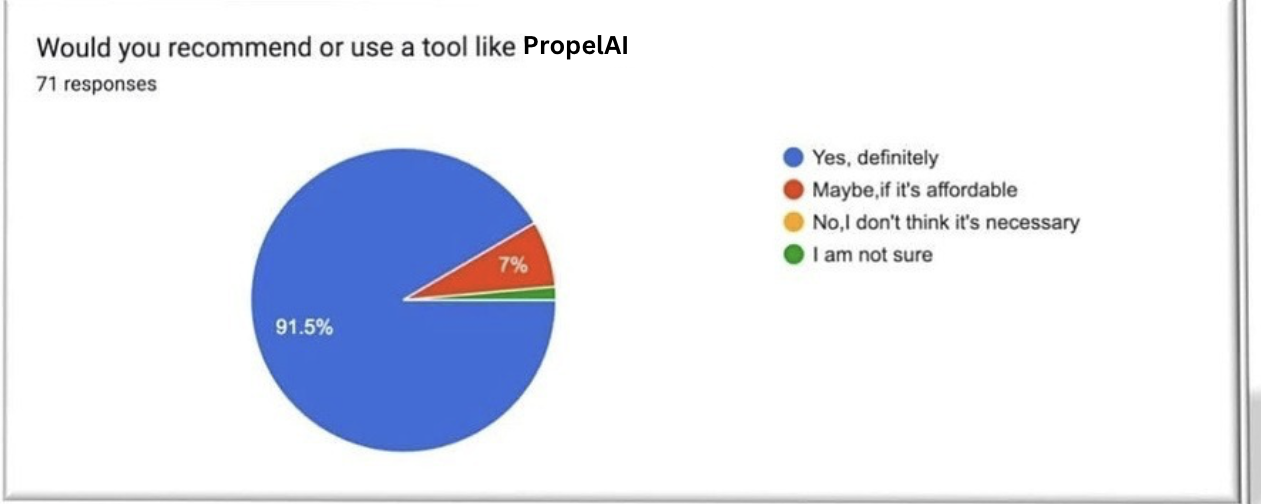 Would you recommend or use a tool like PropelAI
71 responses
Yes, definitely
Maybe,if it's affordable
No,I don't think it's necessary
I am not sure
7%
91.5%